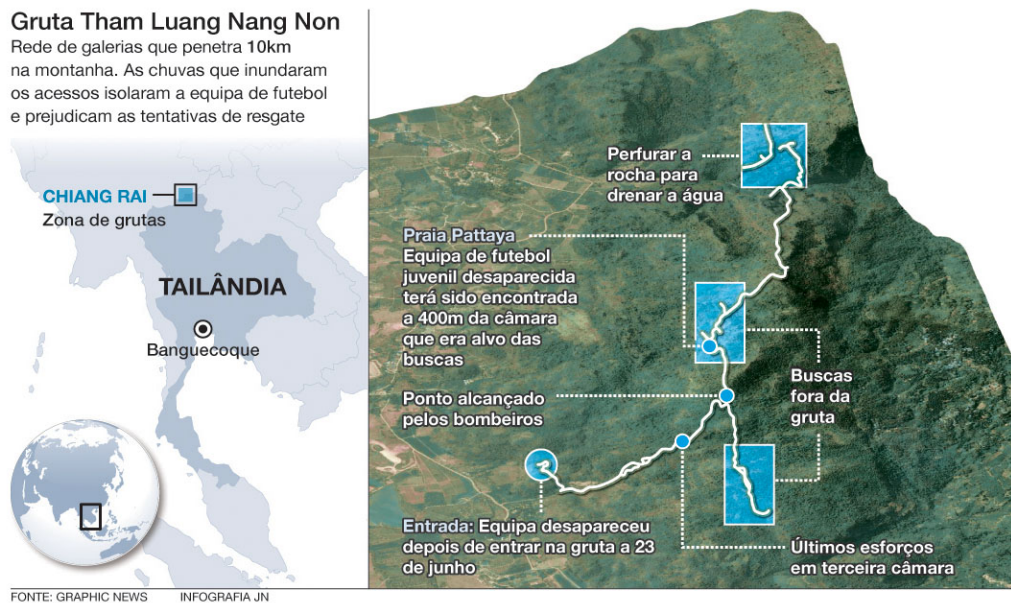 Gruta Tham Luang Nang Non
Rede de galerias que penetra 10km
na montanha. As chuvas que inundaram
os acessos isolaram a equipa de futebol
e prejudicam as tentativas de resgate
CHIANG RAI
Zona de grutas
TAILÂNDIA
Banguecoque
Perfurar a
rocha para
drenar a água
Praia Pattaya
Equipa de futebol
juvenil desaparecida
terá sido encontrada
a 400m da câmara
que era alvo das
buscas
Buscas
fora da
gruta
Ponto alcançado
pelos bombeiros
Entrada: Equipa desapareceu
depois de entrar na gruta a 23
de junho
Últimos esforços
em terceira câmara
FONTE: GRAPHIC NEWS
INFOGRAFIA JN